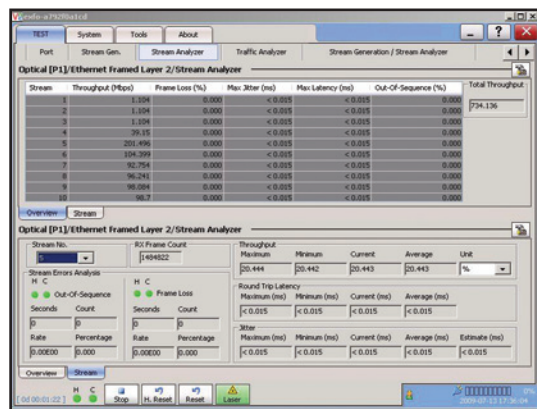 exfo-a792f0a1cd
TEST System Tools About
Port Stream Gen. Stream Analyzer Traffic Analyzer Stream Generation / Stream Analyzer
Optical [P1]/Ethernet Framed Layer 2/Stream Analyzer
Stream Throughput (Mbps) Frame Loss (%) Max Jitter (ms) Max Latency (ms) Out-Of-Sequence (%) Total Throughput
1 1.104 0.000 < 0.015 < 0.015 0.000 734.136
2 1.104 0.000 < 0.015 < 0.015 0.000
3 1.104 0.000 < 0.015 < 0.015 0.000
4 39.15 0.000 < 0.015 < 0.015 0.000
5 201.496 0.000 < 0.015 < 0.015 0.000
6 104.399 0.000 < 0.015 < 0.015 0.000
7 92.754 0.000 < 0.015 < 0.015 0.000
8 96.241 0.000 < 0.015 < 0.015 0.000
9 98.084 0.000 < 0.015 < 0.015 0.000
10 98.7 0.000 < 0.015 < 0.015 0.000
Overview Stream
Optical [P1]/Ethernet Framed Layer 2/Stream Analyzer
Stream No. RX Frame Count Throughput
Maximum Minimum Current Average Unit
5 1484822 20.444 20.442 20.443 20.443 %
Stream Errors Analysis Round Trip Latency
H C H C Maximum (ms) Minimum (ms) Current (ms) Average (ms)
Out-Of-Sequence Frame Loss < 0.015 < 0.015 < 0.015 < 0.015
Seconds Count Seconds Count
0 0 0 0 Jitter
Rate Percentage Rate Percentage Maximum (ms) Minimum (ms) Current (ms) Average (ms) Estimate (ms)
0.00E00 0.000 0.00E00 0.000 < 0.015 < 0.015 < 0.015 < 0.015 < 0.015
Overview Stream
H C
[ 0d 00:01:22 ] Stop H. Reset Reset Laser 0%
2009-07-13 17:36:04